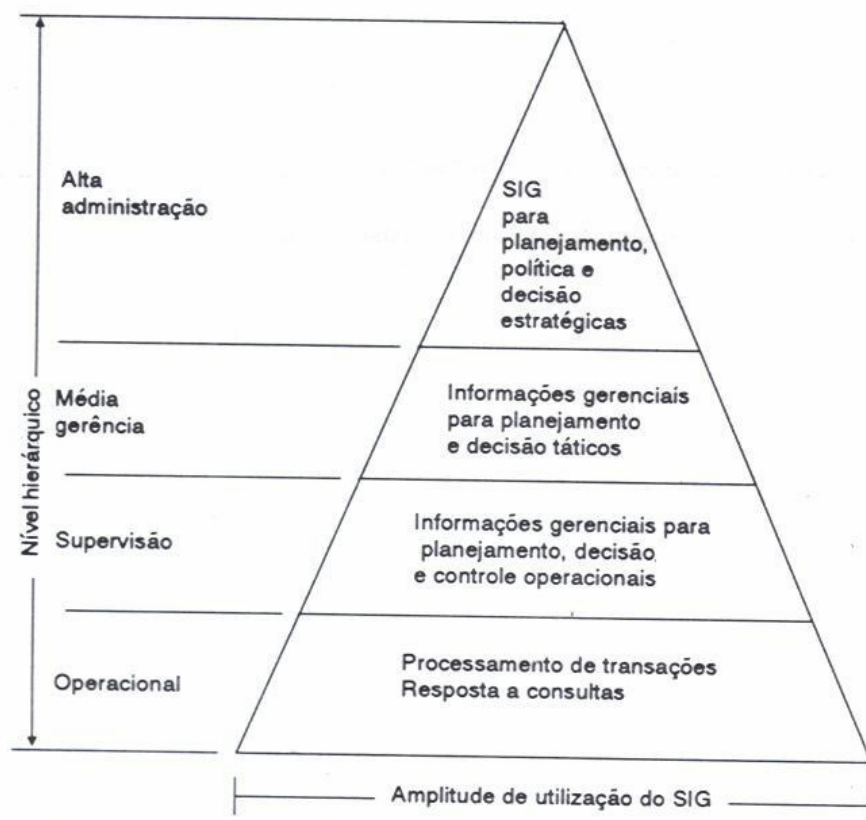 Alta
administração
SIG
para
planejamento,
política e
decisão
estratégicas
Nível hierárquico
Média
gerência
Informações gerenciais
para planejamento
e decisão táticos
Supervisão
Informações gerenciais para
planejamento, decisão
e controle operacionais
Operacional
Processamento de transações
Resposta a consultas
Amplitude de utilização do SIG